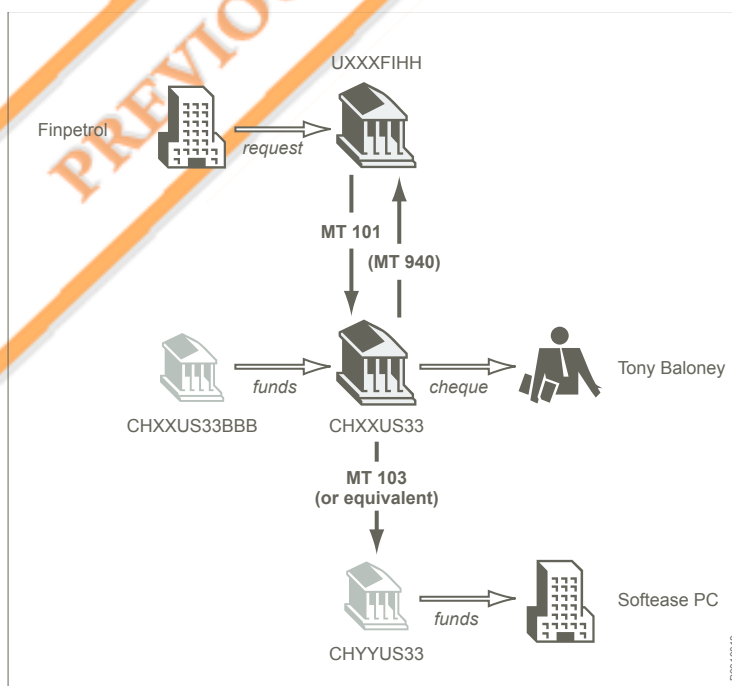 PREVIO
UXXXFIHH
Finpetrol
request
MT 101
(MT 940)
funds
cheque
Tony Baloney
CHXXUS33BBB
CHXXUS33
MT 103
(or equivalent)
funds
Softease PC
CHYYUS33